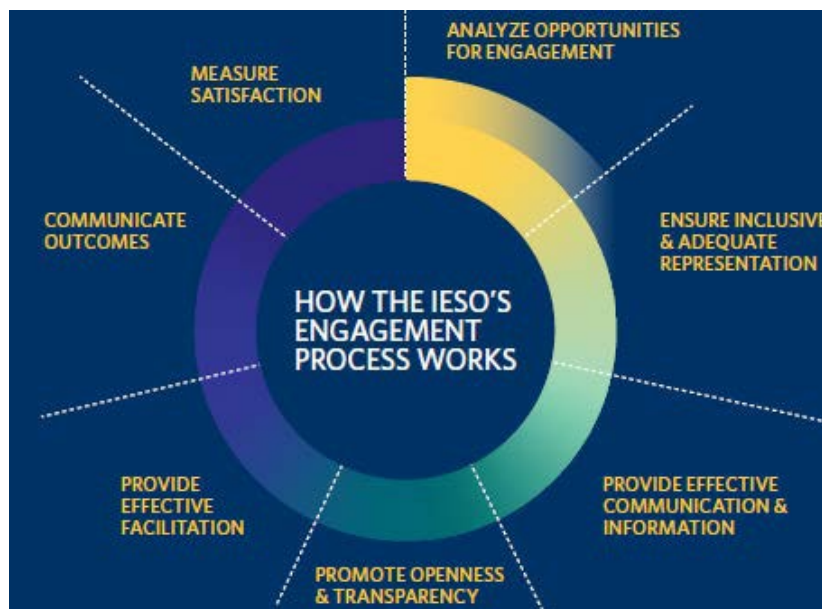 ANALYZE OPPORTUNITIES
FOR ENGAGEMENT
ENSURE INCLUSIVE
& ADEQUATE
REPRESENTATION
PROVIDE EFFECTIVE
COMMUNICATION &
INFORMATION
PROMOTE OPENNESS
& TRANSPARENCY
PROVIDE
EFFECTIVE
FACILITATION
COMMUNICATE
OUTCOMES
MEASURE
SATISFACTION
HOW THE IESO'S
ENGAGEMENT
PROCESS WORKS